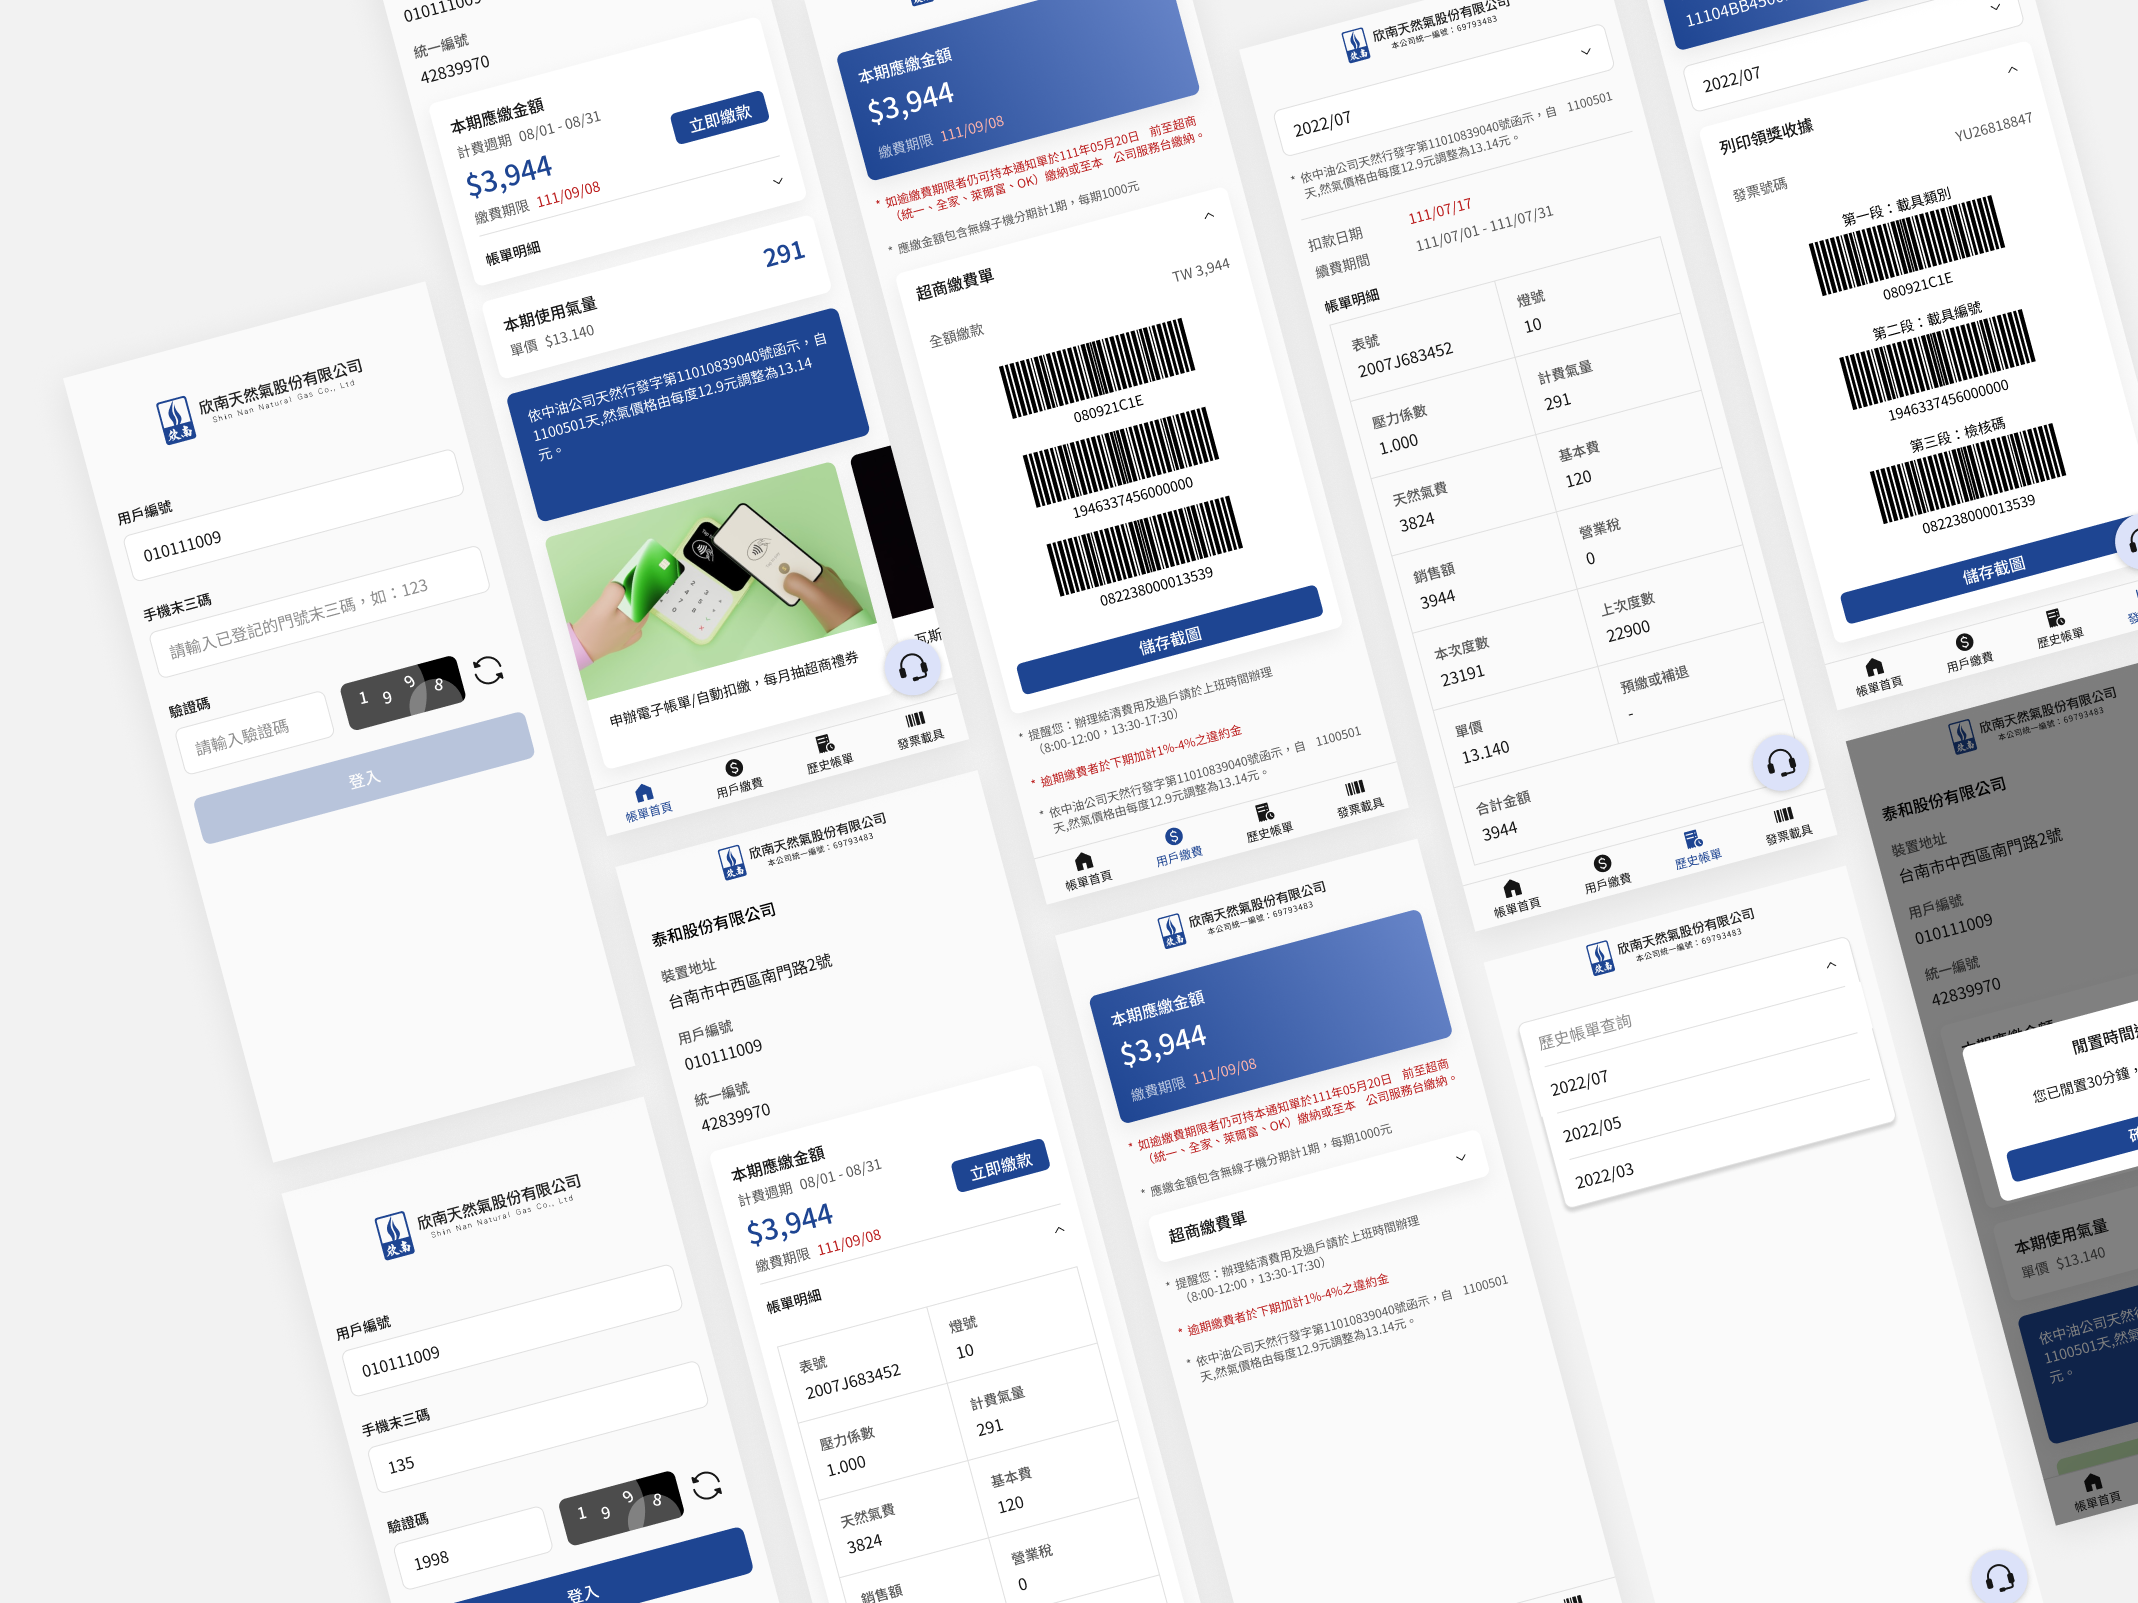 欣南天然氣股份有限公司
Shin Nan Natural Gas Co., Ltd
欣南
用戶編號
010111009
手機末三碼
請輸入已登記的門號末三碼，如：123
驗證碼
請輸入驗證碼
1 9 9 8
登入
欣南天然氣股份有限公司
Shin Nan Natural Gas Co., Ltd
欣南
用戶編號
010111009
手機末三碼
135
驗證碼
1998
1 9 9 8
登入
010111009
統一編號
42839970
本期應繳金額
計費週期 08/01 - 08/31
$3,944
立即繳款
繳費期限 111/09/08
帳單明細
本期使用氣量
291
單價 $13.140
依中油公司天然行發字第11010839040號函示，自
1100501天,然氣價格由每度12.9元調整為13.14
元。
申辦電子帳單/自動扣繳，每月抽超商禮券
瓦斯
帳單首頁
用戶繳費
歷史帳單
發票載具
欣南天然氣股份有限公司
本公司統一編號：69793483
欣南
泰和股份有限公司
裝置地址
台南市中西區南門路2號
用戶編號
010111009
統一編號
42839970
本期應繳金額
計費週期 08/01 - 08/31
$3,944
立即繳款
繳費期限 111/09/08
帳單明細
表號
2007J683452
燈號
10
壓力係數
1.000
計費氣量
291
天然氣費
3824
基本費
120
銷售額
營業稅
0
本期應繳金額
$3,944
繳費期限 111/09/08
* 如逾繳費期限者仍可持本通知單於111年05月20日 前至超商
（統一、全家、萊爾富、OK）繳納或至本 公司服務台繳納。
* 應繳金額包含無線子機分期計1期，每期1000元
超商繳費單
全額繳款
TW 3,944
080921C1E
1946337456000000
082238000013539
儲存截圖
* 提醒您：辦理結清費用及過戶請於上班時間辦理
（8:00-12:00，13:30-17:30）
* 逾期繳費者於下期加計1%-4%之違約金
* 依中油公司天然行發字第11010839040號函示，自 1100501
天,然氣價格由每度12.9元調整為13.14元。
帳單首頁
用戶繳費
歷史帳單
發票載具
欣南天然氣股份有限公司
本公司統一編號：69793483
欣南
本期應繳金額
$3,944
繳費期限 111/09/08
* 如逾繳費期限者仍可持本通知單於111年05月20日 前至超商
（統一、全家、萊爾富、OK）繳納或至本 公司服務台繳納。
* 應繳金額包含無線子機分期計1期，每期1000元
超商繳費單
* 提醒您：辦理結清費用及過戶請於上班時間辦理
（8:00-12:00，13:30-17:30）
* 逾期繳費者於下期加計1%-4%之違約金
* 依中油公司天然行發字第11010839040號函示，自 1100501
天,然氣價格由每度12.9元調整為13.14元。
欣南天然氣股份有限公司
本公司統一編號：69793483
欣南
2022/07
* 依中油公司天然行發字第11010839040號函示，自 1100501
天,然氣價格由每度12.9元調整為13.14元。
扣款日期 111/07/17
續費期間 111/07/01 - 111/07/31
帳單明細
表號
2007J683452
燈號
10
壓力係數
1.000
計費氣量
291
天然氣費
3824
基本費
120
銷售額
3944
營業稅
0
本次度數
23191
上次度數
22900
單價
13.140
預繳或補退
-
合計金額
3944
帳單首頁
用戶繳費
歷史帳單
發票載具
欣南天然氣股份有限公司
本公司統一編號：69793483
欣南
歷史帳單查詢
2022/07
2022/05
2022/03
2022/07
列印領獎收據
發票號碼
YU26818847
第一段：載具類別
080921C1E
第二段：載具編號
1946337456000000
第三段：檢核碼
082238000013539
儲存截圖
帳單首頁
用戶繳費
歷史帳單
欣南天然氣股份有限公司
本公司統一編號：69793483
欣南
泰和股份有限公司
裝置地址
台南市中西區南門路2號
用戶編號
010111009
統一編號
42839970
閒置時間
您已閒置30分鐘，
本期使用氣量
單價 $13.140
依中油公司天然行
1100501天,然氣
元。
帳單首頁